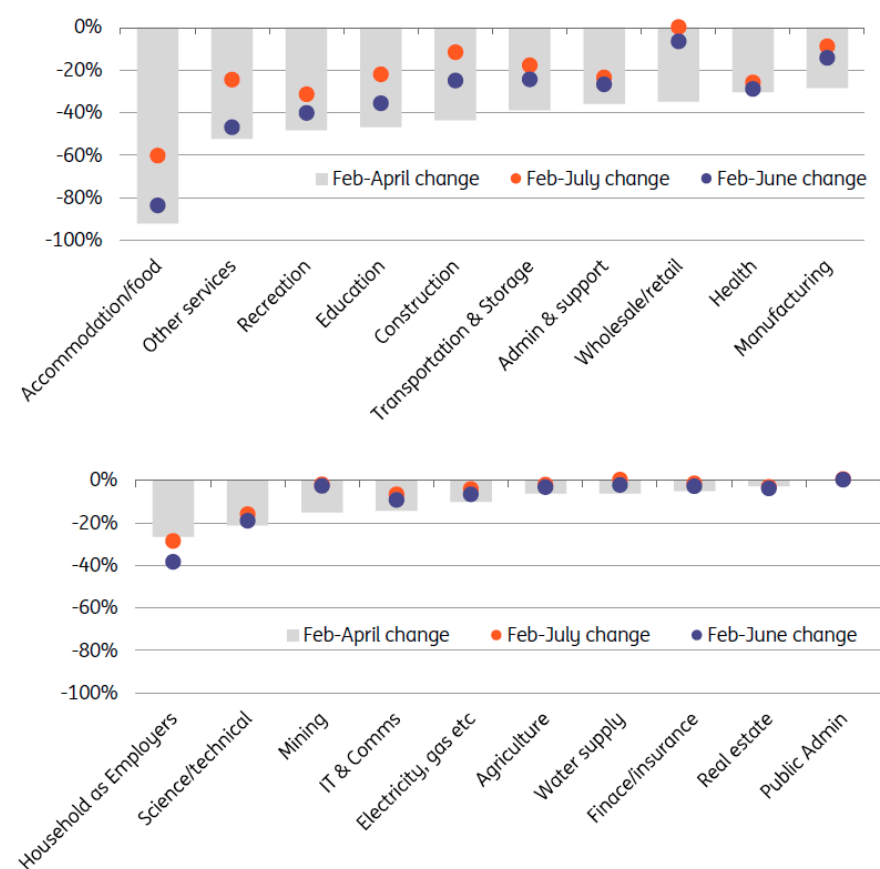 0%
-20%
-40%
-60%
-80%
-100%
Feb-April change Feb-July change Feb-June change
Accommodation/food
Other services
Recreation
Education
Construction
Transportation & Storage
Admin & support
Wholesale/retail
Health
Manufacturing
0%
-20%
-40%
-60%
-80%
-100%
Feb-April change Feb-July change Feb-June change
Household as Employers
Science/technical
Mining
IT & Comms
Electricity, gas etc
Agriculture
Water supply
Finace/insurance
Real estate
Public Admin